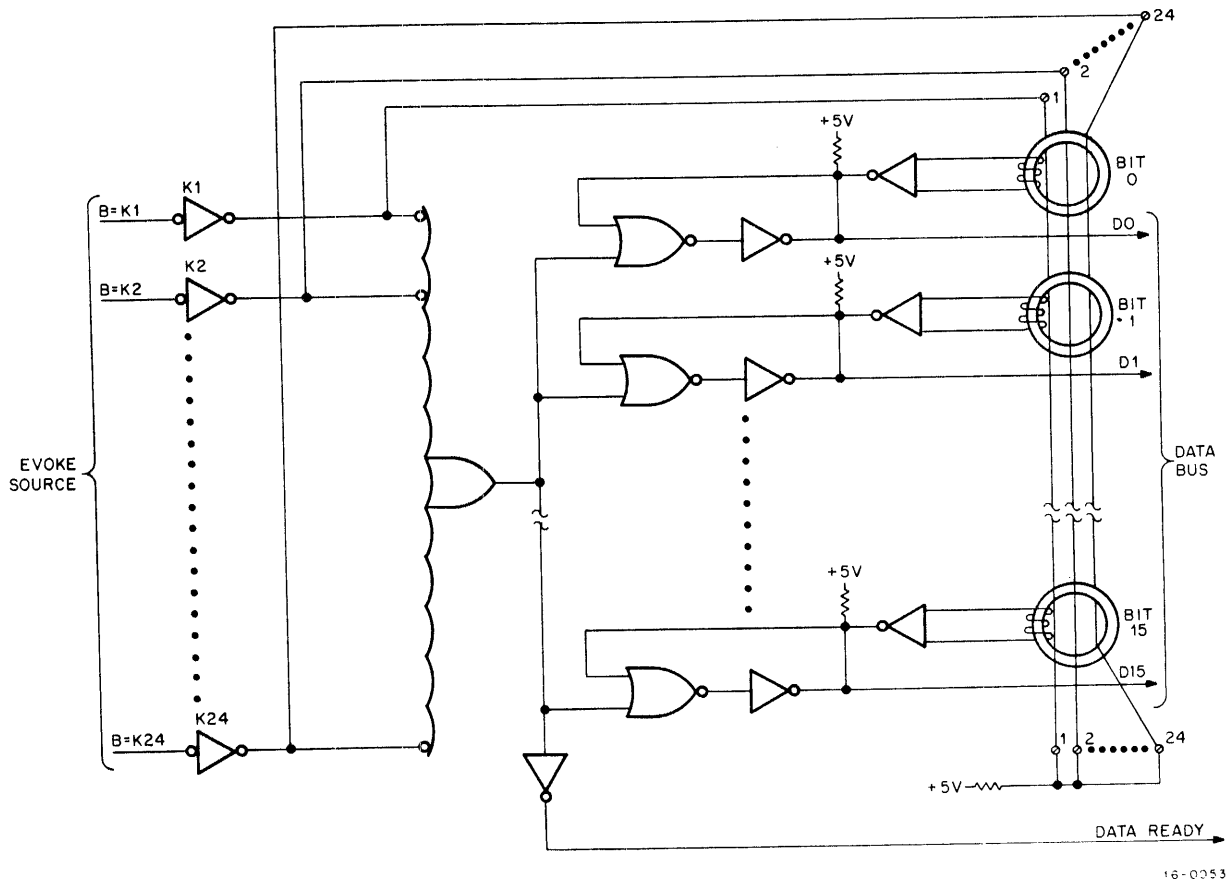 24
2
1
+5V
BIT
0
K1
B=K1
D0
K2
+5V
B=K2
BIT
1
D1
EVOKE
SOURCE
DATA
BUS
+5V
BIT
15
D15
K24
B=K24
1 2 24
+5V
DATA READY
16-0053